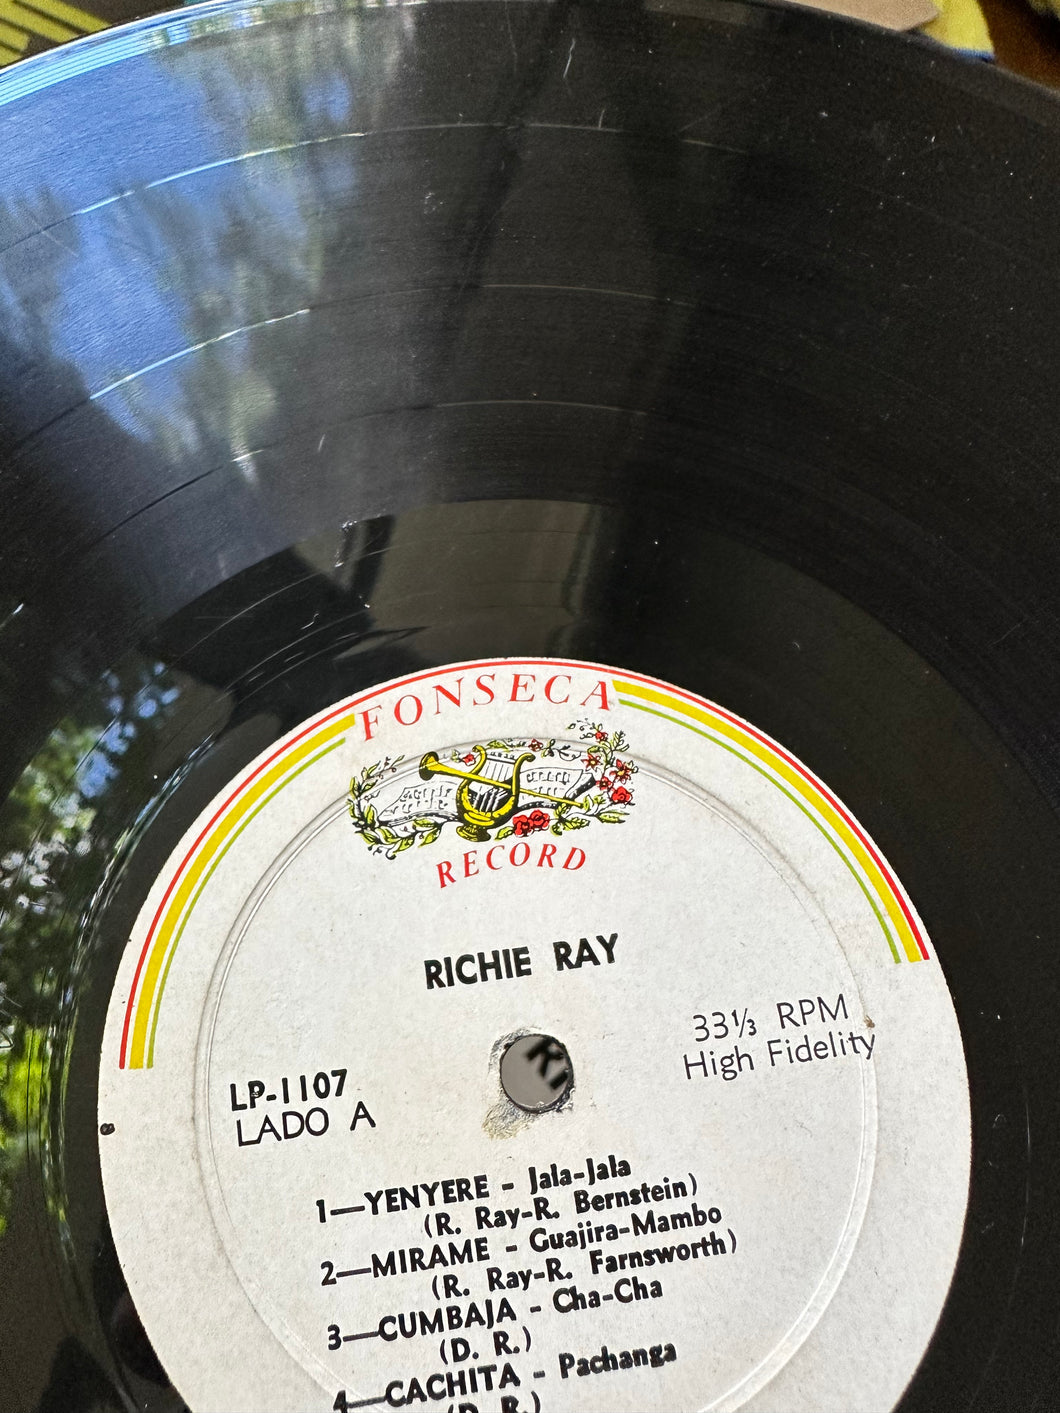 FONSECA
RECORD
RICHIE RAY
33⅓ RPM
High Fidelity
LP-1107
LADO A
1—YENYERE - Jala-Jala
(R. Ray-R. Bernstein)
2—MIRAME - Guajira-Mambo
(R. Ray-R. Farnsworth)
3—CUMBAJA - Cha-Cha
(D. R.)
4—CACHITA - Pachanga
(D. R.)